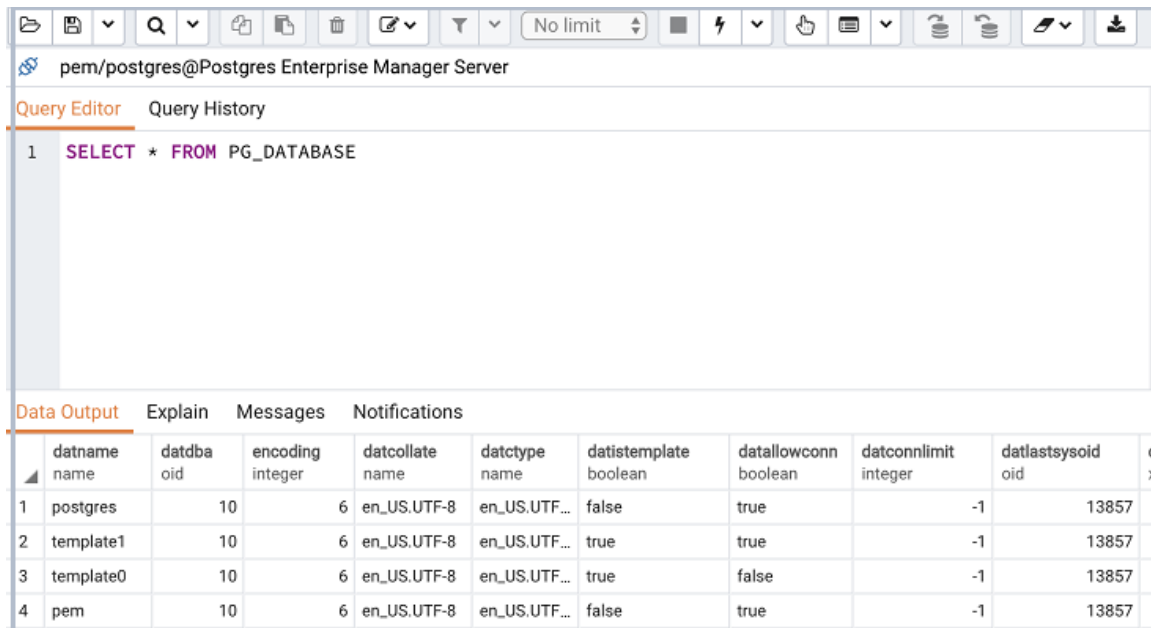 No limit
pem/postgres@Postgres Enterprise Manager Server
Query Editor Query History
1 SELECT * FROM PG_DATABASE
Data Output Explain Messages Notifications
datname datdba encoding datcollate datctype datistemplate datallowconn datconnlimit datlastsysoid
name oid integer name name boolean boolean integer oid
1 postgres 10 6 en_US.UTF-8 en_US.UTF... false true -1 13857
2 template1 10 6 en_US.UTF-8 en_US.UTF... true true -1 13857
3 template0 10 6 en_US.UTF-8 en_US.UTF... true false -1 13857
4 pem 10 6 en_US.UTF-8 en_US.UTF... false true -1 13857